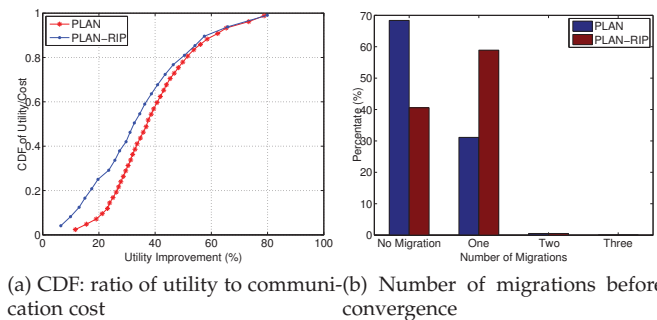 PLAN
PLAN−RIP
1
0.8
0.6
0.4
0.2
0
CDF of Utility/Cost
0 20 40 60 80 100
Utility Improvement (%)
PLAN
PLAN−RIP
70
60
50
40
30
20
10
0
Percentate (%)
No Migration One Two Three
Number of Migrations
(a) CDF: ratio of utility to communi-
cation cost
(b) Number of migrations before
convergence